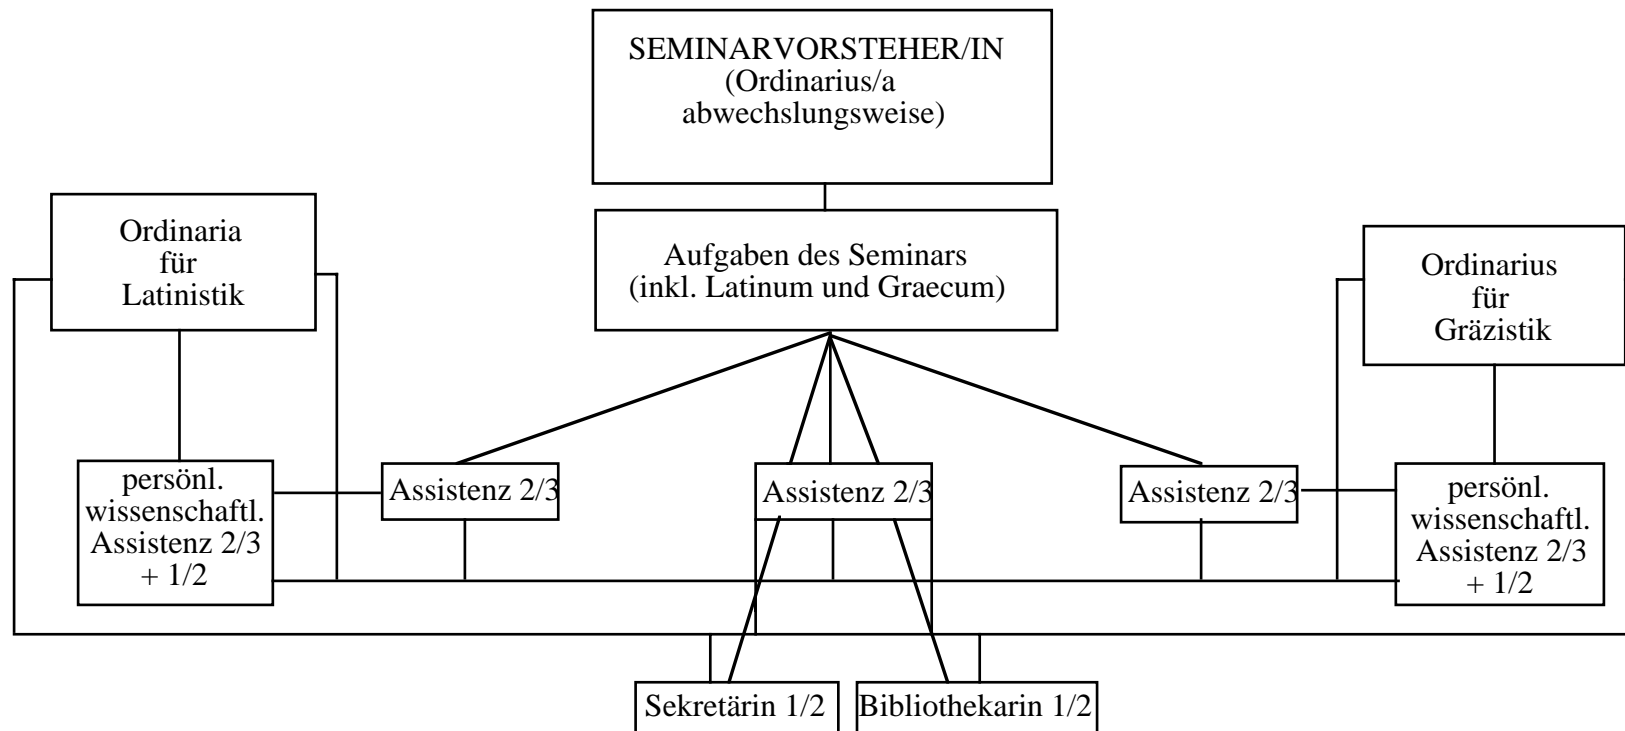 SEMINARVORSTEHER/IN
(Ordinarius/a
abwechslungsweise)
Ordinaria
für
Latinistik
Aufgaben des Seminars
(inkl. Latinum und Graecum)
Ordinarius
für
Gräzistik
persönl.
wissenschaftl.
Assistenz 2/3
+ 1/2
Assistenz 2/3
Assistenz 2/3
Assistenz 2/3
persönl.
wissenschaftl.
Assistenz 2/3
+ 1/2
Sekretärin 1/2
Bibliothekarin 1/2